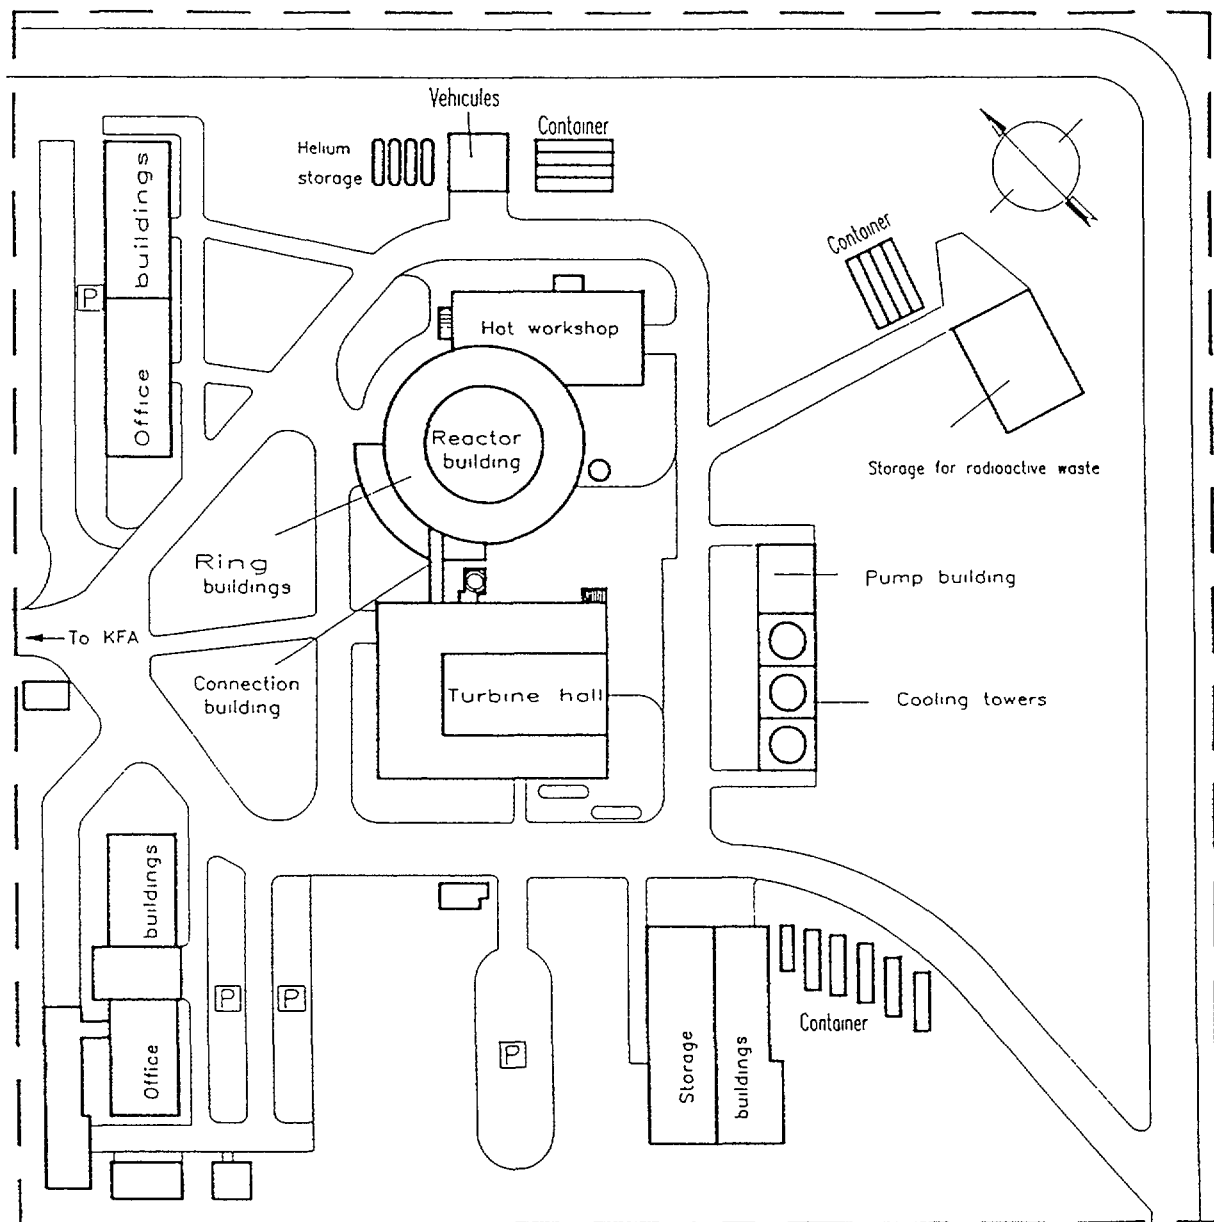 Vehicules
Container
Helium
storage
buildings
Container
P
Hot workshop
Office
Reactor
building
Storage for radioactive waste
Ring
buildings
Pump building
To KFA
Connection
building
Turbine hall
Cooling towers
buildings
P
P
Container
P
Office
Storage
buildings